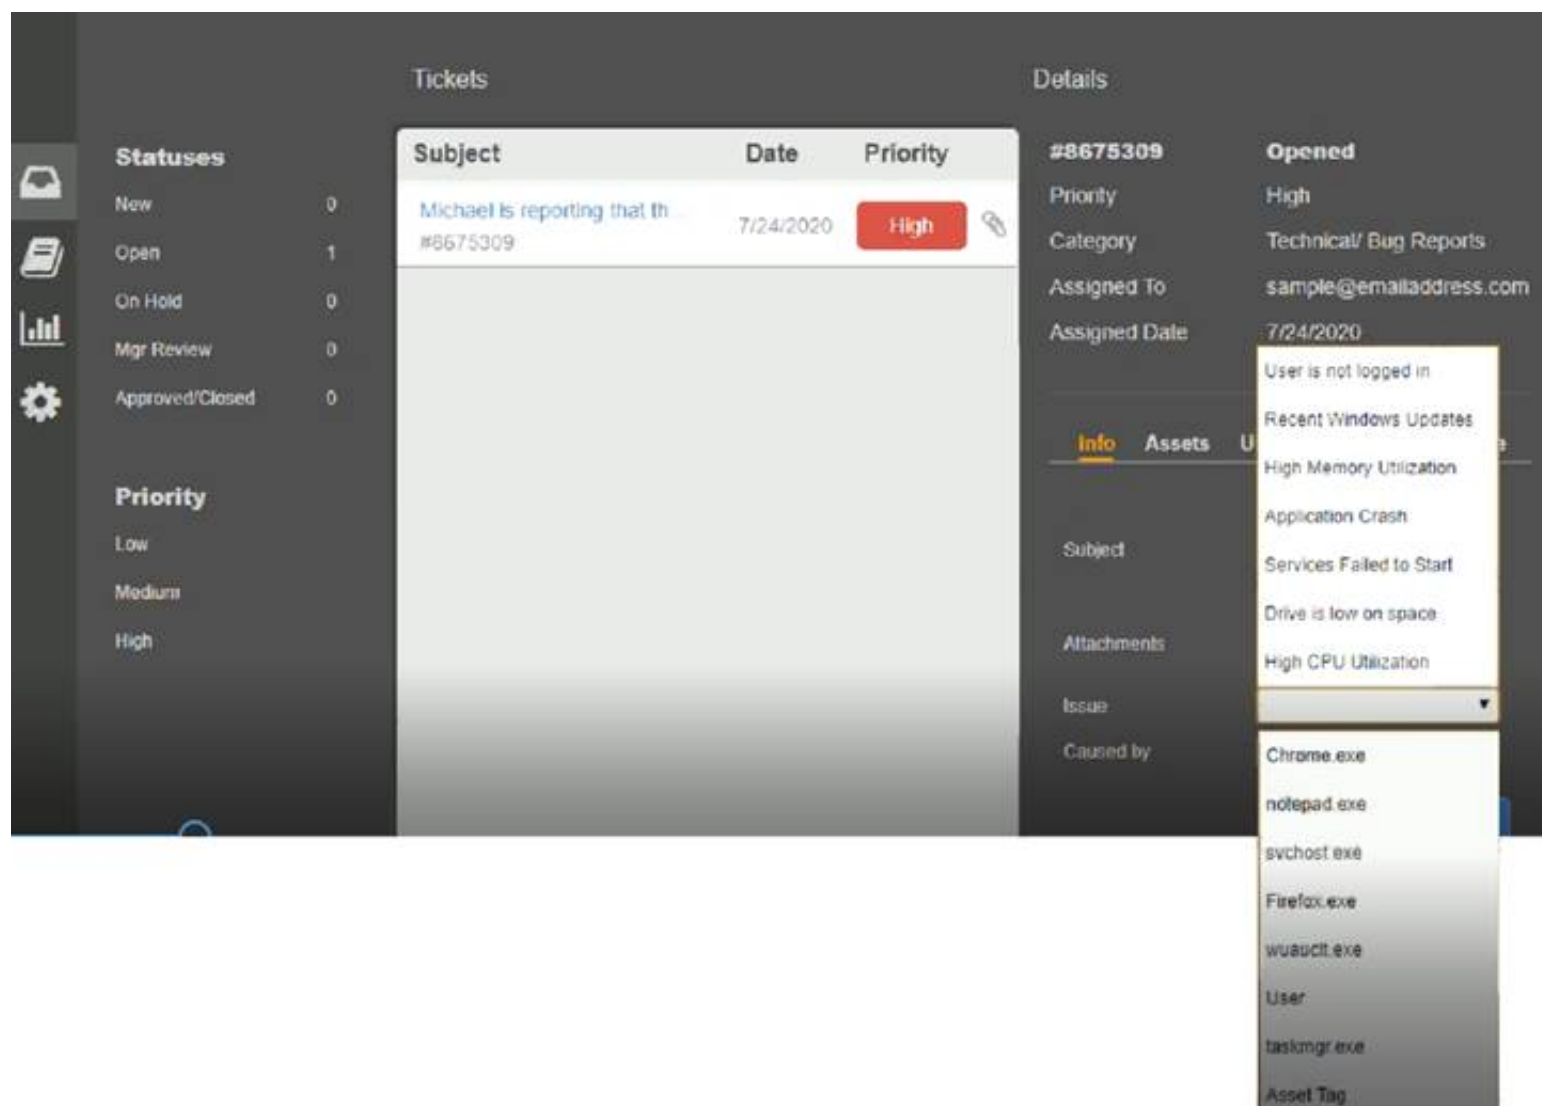 Tickets
Details
Statuses
New 0
Open 1
On Hold 0
Mgr Review 0
Approved/Closed 0
Priority
Low
Medium
High
Subject Date Priority
Michael is reporting that th...
#8675309
7/24/2020 High
#8675309 Opened
Priority High
Category Technical/ Bug Reports
Assigned To sample@emailaddress.com
Assigned Date 7/24/2020
Info Assets U e
Subject
Attachments
Issue
Caused by
User is not logged in
Recent Windows Updates
High Memory Utilization
Application Crash
Services Failed to Start
Drive is low on space
High CPU Utilization
Chrome.exe
notepad.exe
svchost.exe
Firefox.exe
wuauclt.exe
User
taskmgr.exe
Asset Tag